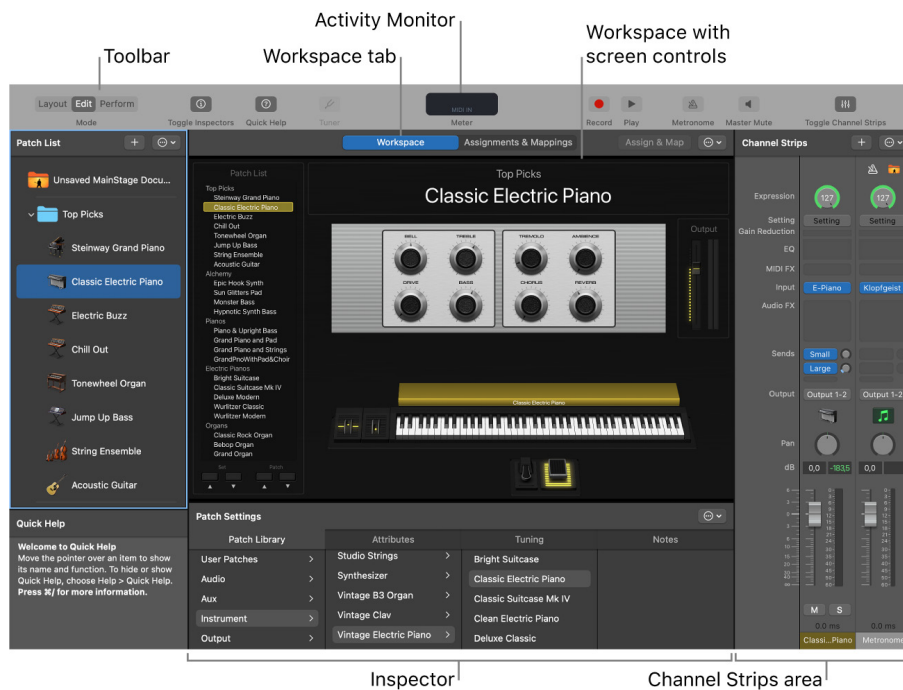 Activity Monitor
Workspace with
screen controls
Toolbar
Workspace tab
Layout Edit Perform
MIDI IN
Mode
Toggle Inspectors
Quick Help
Tuner
Meter
Record
Play
Metronome
Master Mute
Toggle Channel Strips
Patch List
Workspace
Assignments & Mappings
Assign & Map
Channel Strips
Unsaved MainStage Docu...
Top Picks
Steinway Grand Piano
Classic Electric Piano
Electric Buzz
Chill Out
Tonewheel Organ
Jump Up Bass
String Ensemble
Acoustic Guitar
Patch List
Top Picks
Steinway Grand Piano
Classic Electric Piano
Electric Buzz
Chill Out
Tonewheel Organ
Jump Up Bass
String Ensemble
Acoustic Guitar
Alchemy
Epic Hook Synth
Sun Glitters Pad
Monster Bass
Hypnotic Synth Bass
Pianos
Piano & Upright Bass
Grand Piano and Pad
Grand Piano and Strings
GrandPnoWithPad&Choir
Electric Pianos
Bright Suitcase
Classic Suitcase Mk IV
Deluxe Modern
Wurlitzer Classic
Wurlitzer Modern
Organs
Classic Rock Organ
Bebop Organ
Grand Organ
Set
Patch
Top Picks
Classic Electric Piano
BELL
TREBLE
TREMOLO
AMBIENCE
DRIVE
BASS
CHORUS
REVERB
Output
Classic Electric Piano
Expression
127
127
Setting
Setting
Setting
Gain Reduction
EQ
MIDI FX
Input
E-Piano
Klopfgeist
Audio FX
Sends
Small
Large
Output
Output 1-2
Output 1-2
Pan
dB
0,0
-183,5
0,0
M
S
0.0 ms
0.0 ms
Classi...Piano
Metronome
Quick Help
Welcome to Quick Help
Move the pointer over an item to show
its name and function. To hide or show
Quick Help, choose Help > Quick Help.
Press ⌘/ for more information.
Patch Settings
Patch Library
Attributes
Tuning
Notes
User Patches
Audio
Aux
Instrument
Output
Studio Strings
Synthesizer
Vintage B3 Organ
Vintage Clav
Vintage Electric Piano
Bright Suitcase
Classic Electric Piano
Classic Suitcase Mk IV
Clean Electric Piano
Deluxe Classic
Inspector
Channel Strips area